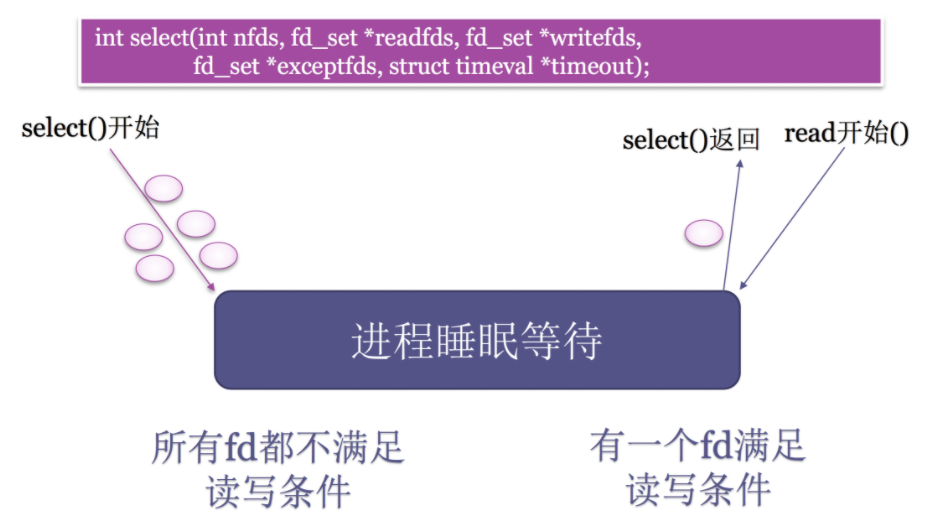 int select(int nfds, fd_set *readfds, fd_set *writefds,
fd_set *exceptfds, struct timeval *timeout);
select()开始
select()返回
read开始()
进程睡眠等待
所有fd都不满足
读写条件
有一个fd满足
读写条件